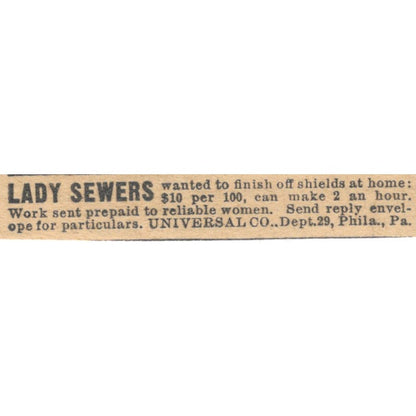 LADY SEWERS wanted to finish off shields at home:
$10 per 100, can make 2 an hour.
Work sent prepaid to reliable women. Send reply envel-
ope for particulars. UNIVERSAL CO., Dept.29, Phila., Pa.